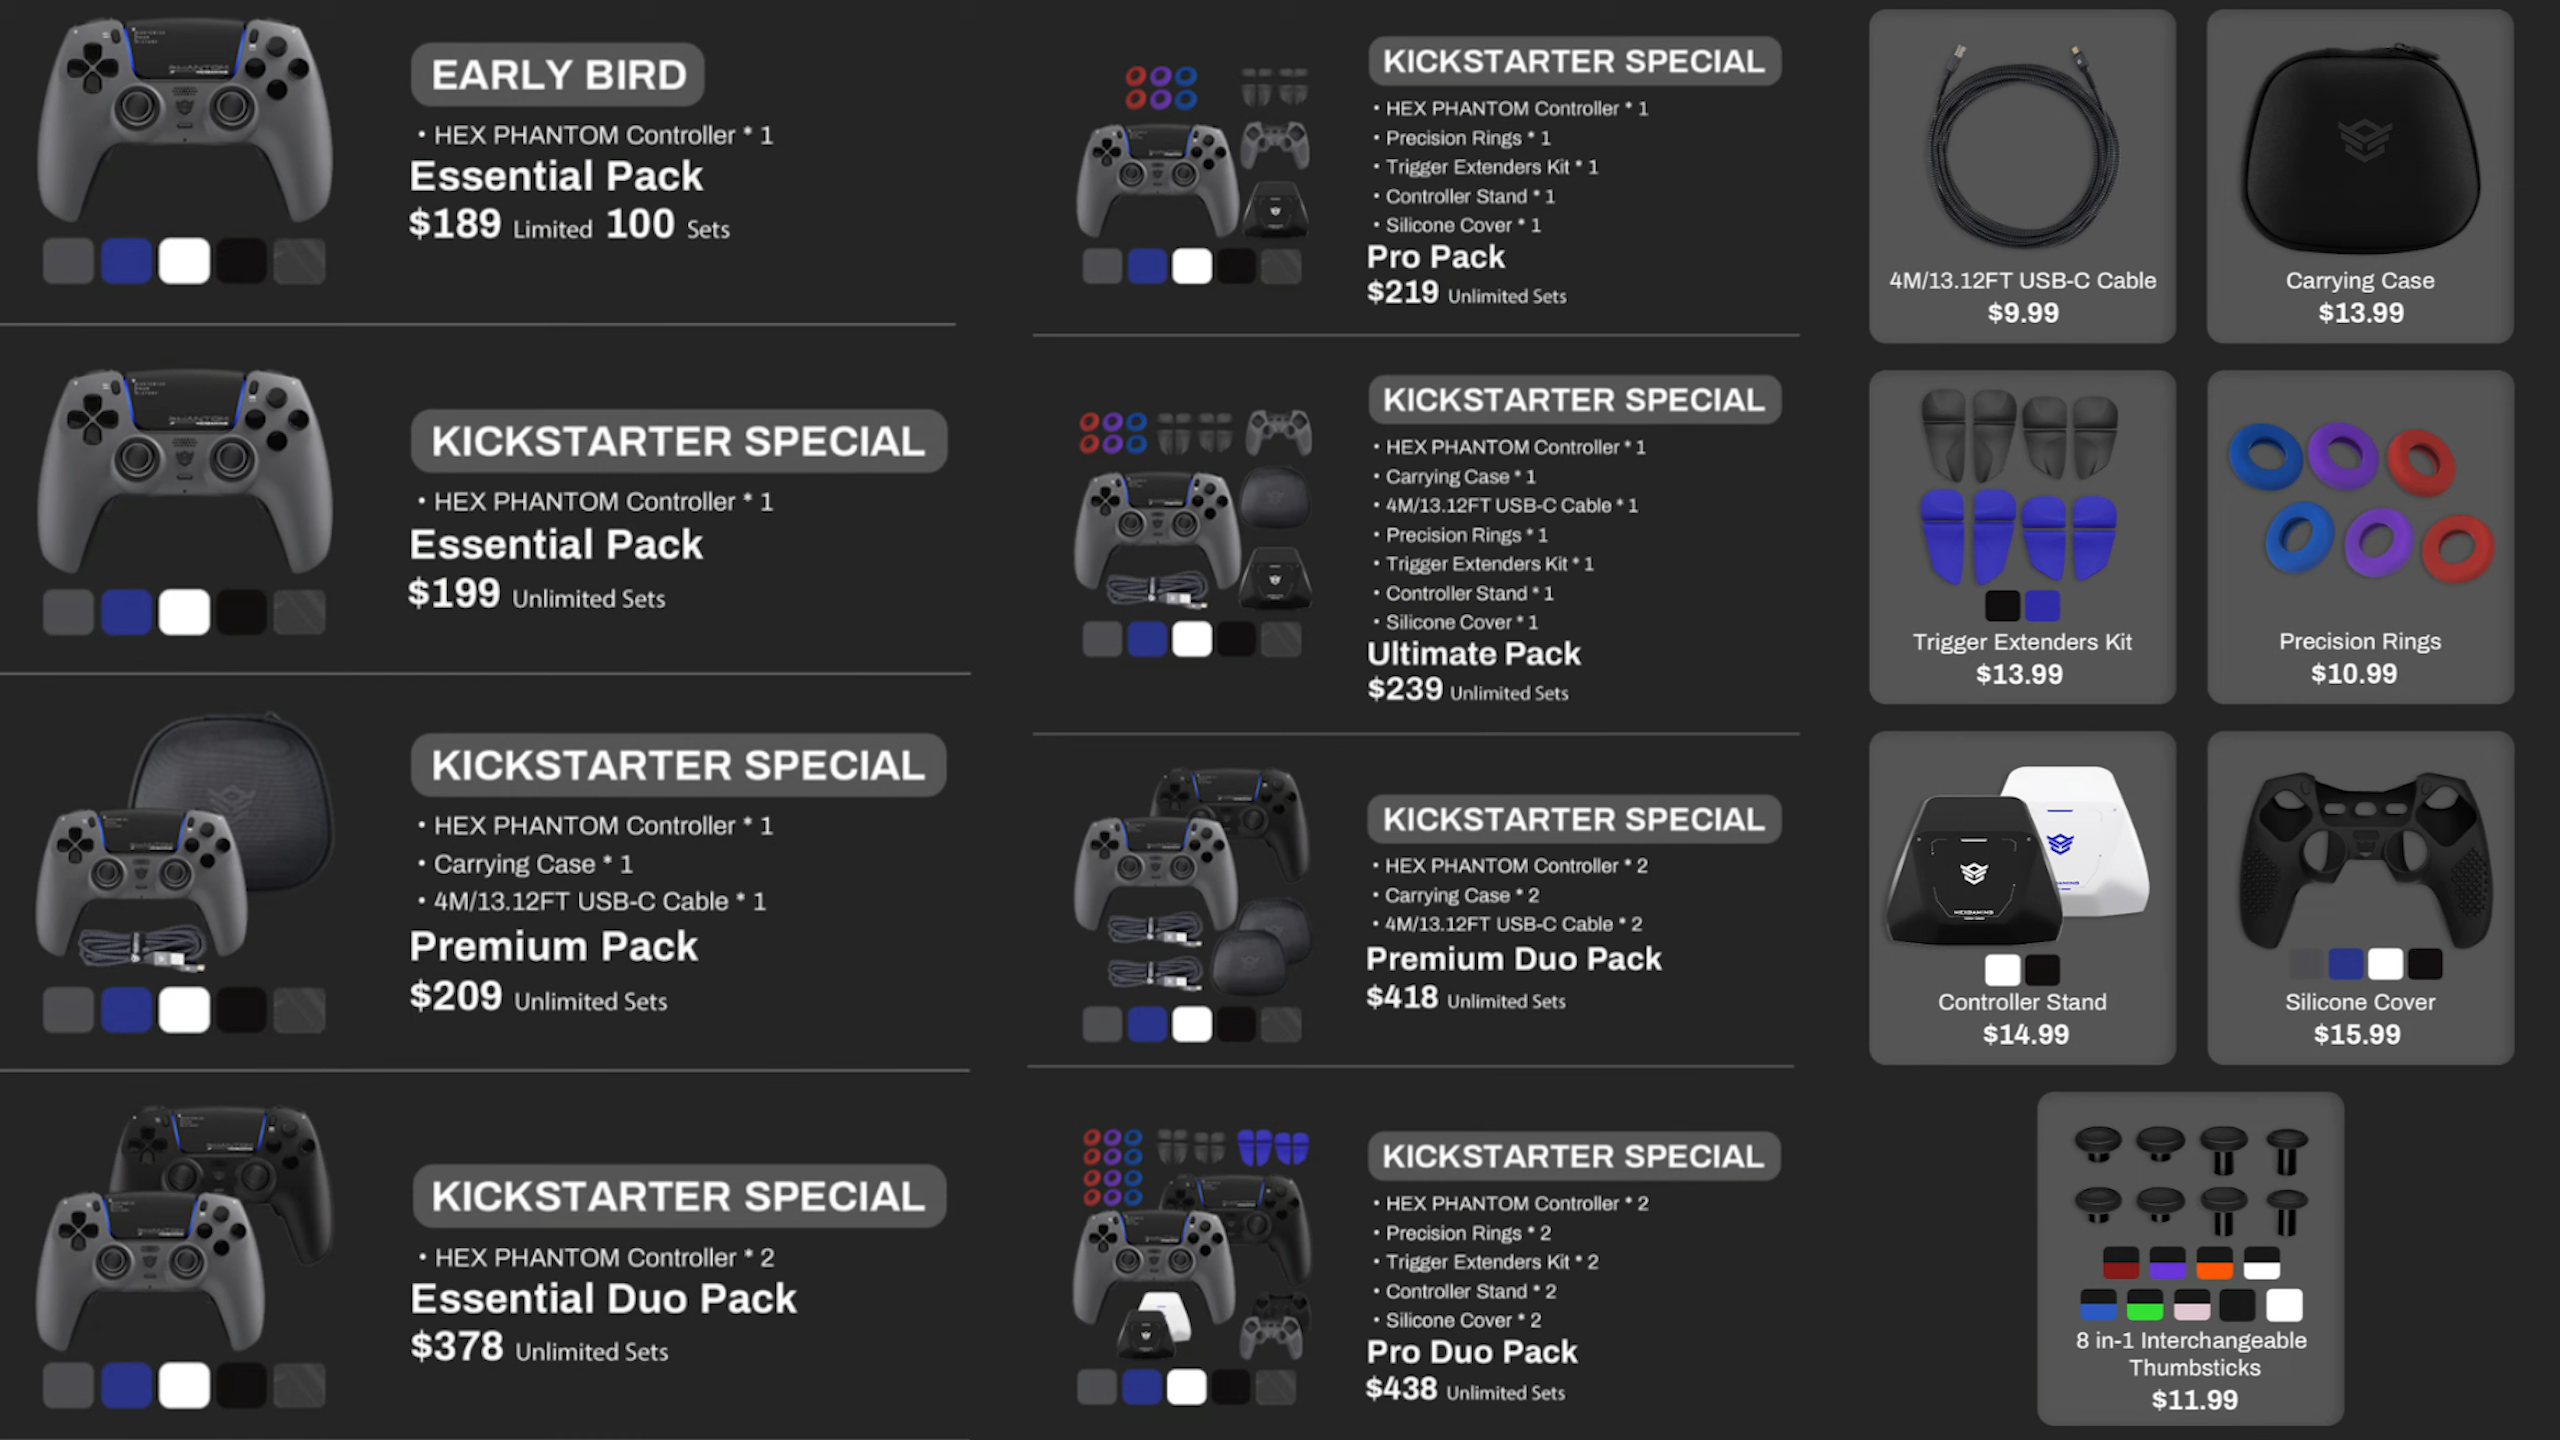 EARLY BIRD
• HEX PHANTOM Controller * 1
Essential Pack
$189 Limited 100 Sets
KICKSTARTER SPECIAL
• HEX PHANTOM Controller * 1
Essential Pack
$199 Unlimited Sets
KICKSTARTER SPECIAL
• HEX PHANTOM Controller * 1
• Carrying Case * 1
• 4M/13.12FT USB-C Cable * 1
Premium Pack
$209 Unlimited Sets
KICKSTARTER SPECIAL
• HEX PHANTOM Controller * 2
Essential Duo Pack
$378 Unlimited Sets
KICKSTARTER SPECIAL
• HEX PHANTOM Controller * 1
• Precision Rings * 1
• Trigger Extenders Kit * 1
• Controller Stand * 1
• Silicone Cover * 1
Pro Pack
$219 Unlimited Sets
KICKSTARTER SPECIAL
• HEX PHANTOM Controller * 1
• Carrying Case * 1
• 4M/13.12FT USB-C Cable * 1
• Precision Rings * 1
• Trigger Extenders Kit * 1
• Controller Stand * 1
• Silicone Cover * 1
Ultimate Pack
$239 Unlimited Sets
KICKSTARTER SPECIAL
• HEX PHANTOM Controller * 2
• Carrying Case * 2
• 4M/13.12FT USB-C Cable * 2
Premium Duo Pack
$418 Unlimited Sets
KICKSTARTER SPECIAL
• HEX PHANTOM Controller * 2
• Precision Rings * 2
• Trigger Extenders Kit * 2
• Controller Stand * 2
• Silicone Cover * 2
Pro Duo Pack
$438 Unlimited Sets
4M/13.12FT USB-C Cable
$9.99
Carrying Case
$13.99
Trigger Extenders Kit
$13.99
Precision Rings
$10.99
HEXGAMING
Controller Stand
$14.99
Silicone Cover
$15.99
8 in-1 Interchangeable
Thumbsticks
$11.99